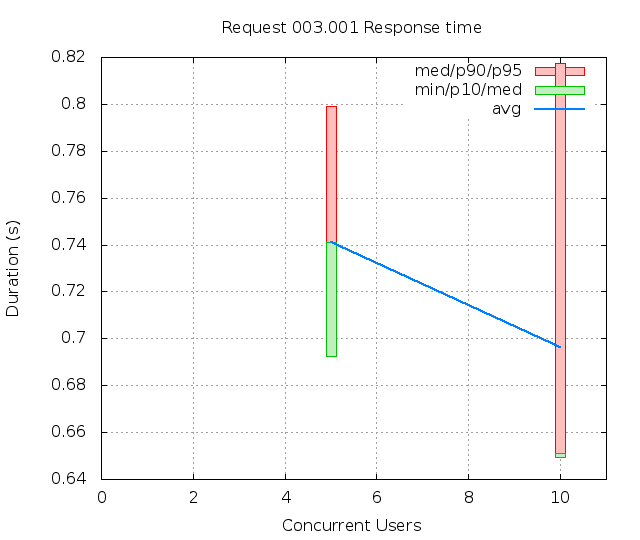 Request 003.001 Response time
0.82
0.8
0.78
0.76
0.74
0.72
0.7
0.68
0.66
0.64
Duration (s)
med/p90/p95
min/p10/med
avg
0 2 4 6 8 10
Concurrent Users